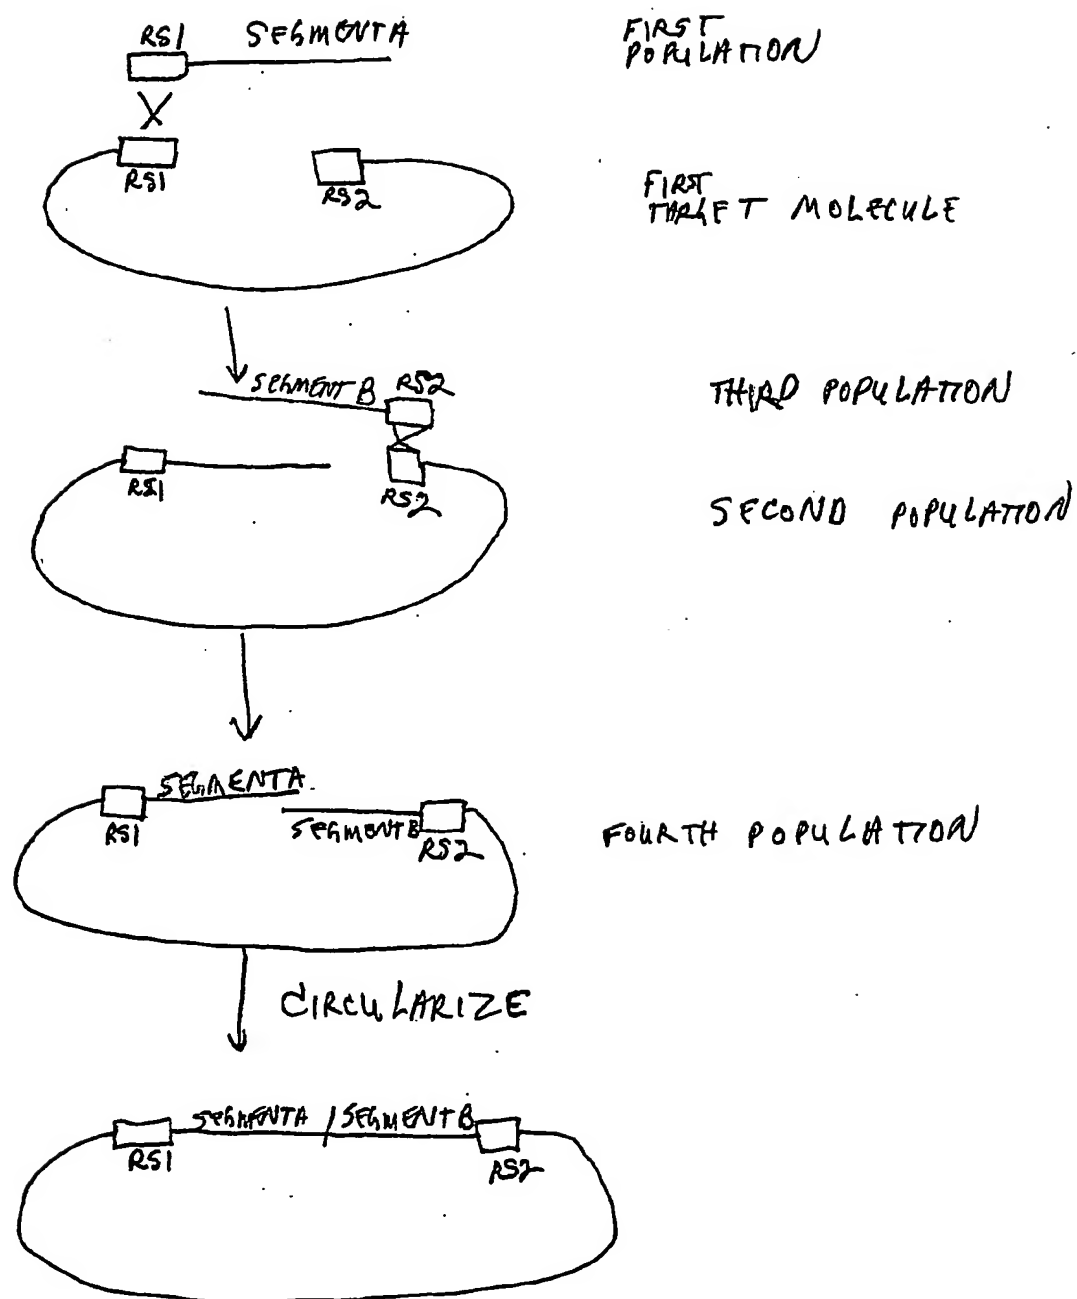 RS1 SEGMENTA
FIRST
POPULATION
RS1
RS2
FIRST
TARGET MOLECULE
SEGMENT B RS2
THIRD POPULATION
RS1
RS2
SECOND POPULATION
SEGMENTA
RS1
SEGMENTB
RS2
FOURTH POPULATION
CIRCULARIZE
SEGMENTA / SEGMENTB
RS1
RS2